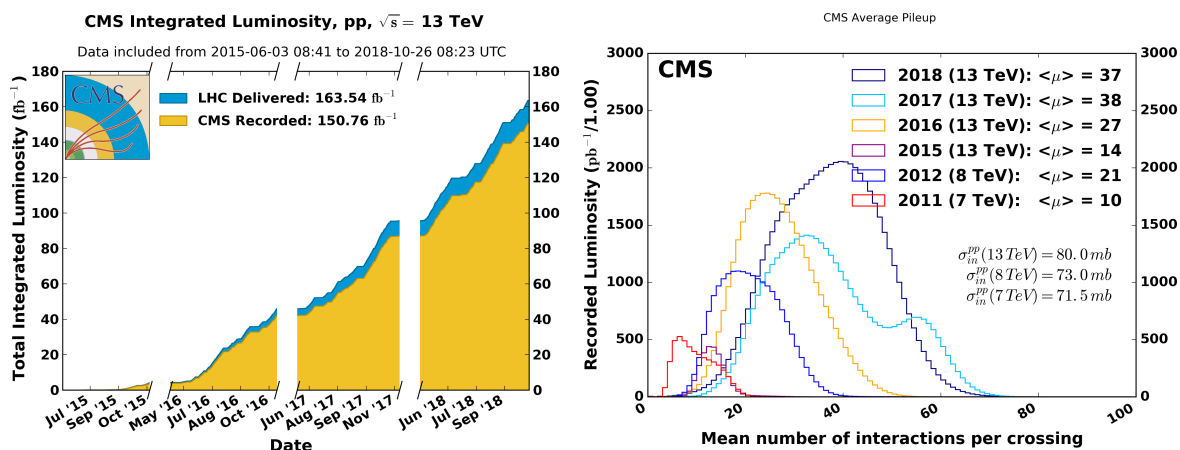 CMS Integrated Luminosity, pp, √s = 13 TeV
Data included from 2015-06-03 08:41 to 2018-10-26 08:23 UTC
Total Integrated Luminosity (fb⁻¹)
180
160
140
120
100
80
60
40
20
0
CMS
LHC Delivered: 163.54 fb⁻¹
CMS Recorded: 150.76 fb⁻¹
180
160
140
120
100
80
60
40
20
0
Jul '15
Sep '15
Oct '15
May '16
Jul '16
Aug '16
Oct '16
Jun '17
Aug '17
Sep '17
Nov '17
Jun '18
Jul '18
Sep '18
Date
CMS Average Pileup
Recorded Luminosity (pb⁻¹/1.00)
3000
2500
2000
1500
1000
500
0
CMS
2018 (13 TeV): <μ> = 37
2017 (13 TeV): <μ> = 38
2016 (13 TeV): <μ> = 27
2015 (13 TeV): <μ> = 14
2012 (8 TeV): <μ> = 21
2011 (7 TeV): <μ> = 10
σ_in^pp(13 TeV) = 80.0 mb
σ_in^pp(8 TeV) = 73.0 mb
σ_in^pp(7 TeV) = 71.5 mb
3000
2500
2000
1500
1000
500
0
0
20
40
60
80
100
Mean number of interactions per crossing